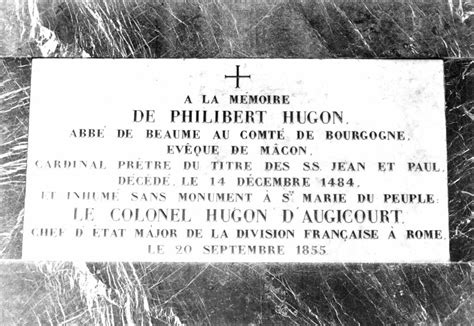 A LA MÉMOIRE
DE PHILIBERT HUGON,
ABBÉ DE BEAUME AU COMTÉ DE BOURGOGNE,
EVÊQUE DE MÂCON,
CARDINAL PRÊTRE DU TITRE DES SS. JEAN ET PAUL,
DÉCÉDÉ, LE 14 DÉCEMBRE 1484,
ET INHUMÉ SANS MONUMENT À STE MARIE DU PEUPLE:
LE COLONEL HUGON D'AUGICOURT,
CHEF D'ÉTAT MAJOR DE LA DIVISION FRANÇAISE À ROME,
LE 20 SEPTEMBRE 1855.